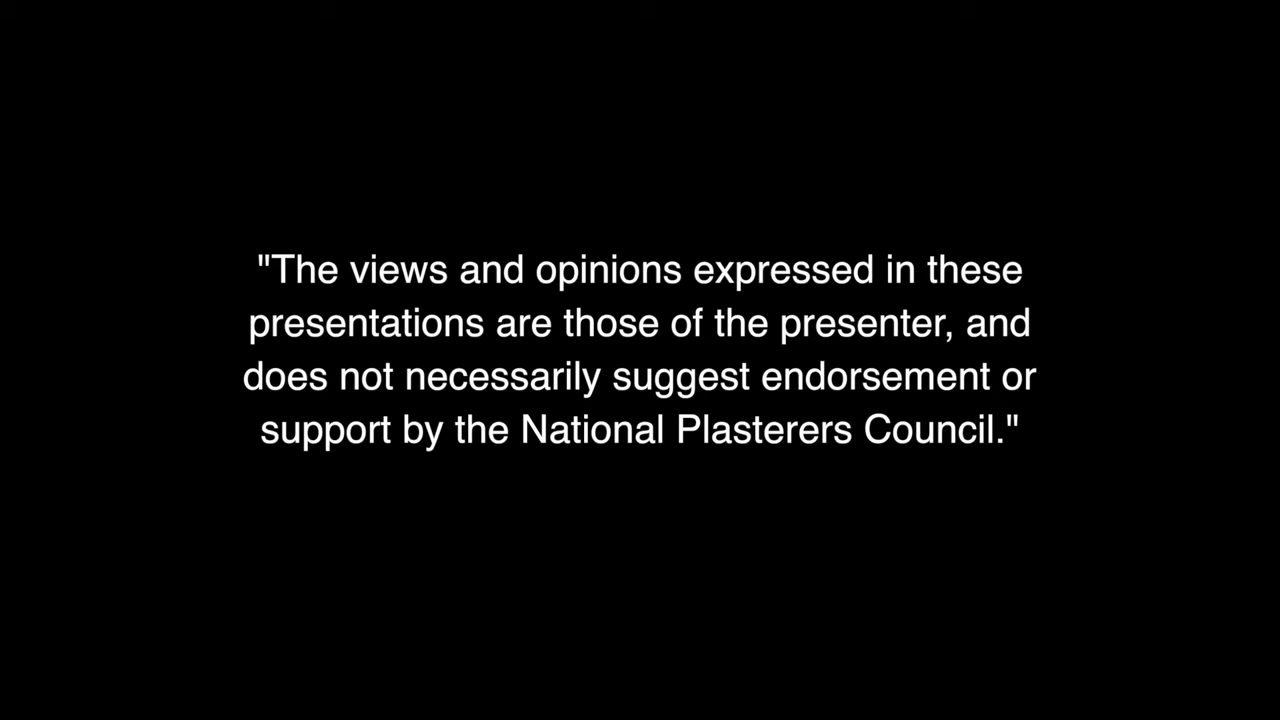 "The views and opinions expressed in these
presentations are those of the presenter, and
does not necessarily suggest endorsement or
support by the National Plasterers Council."